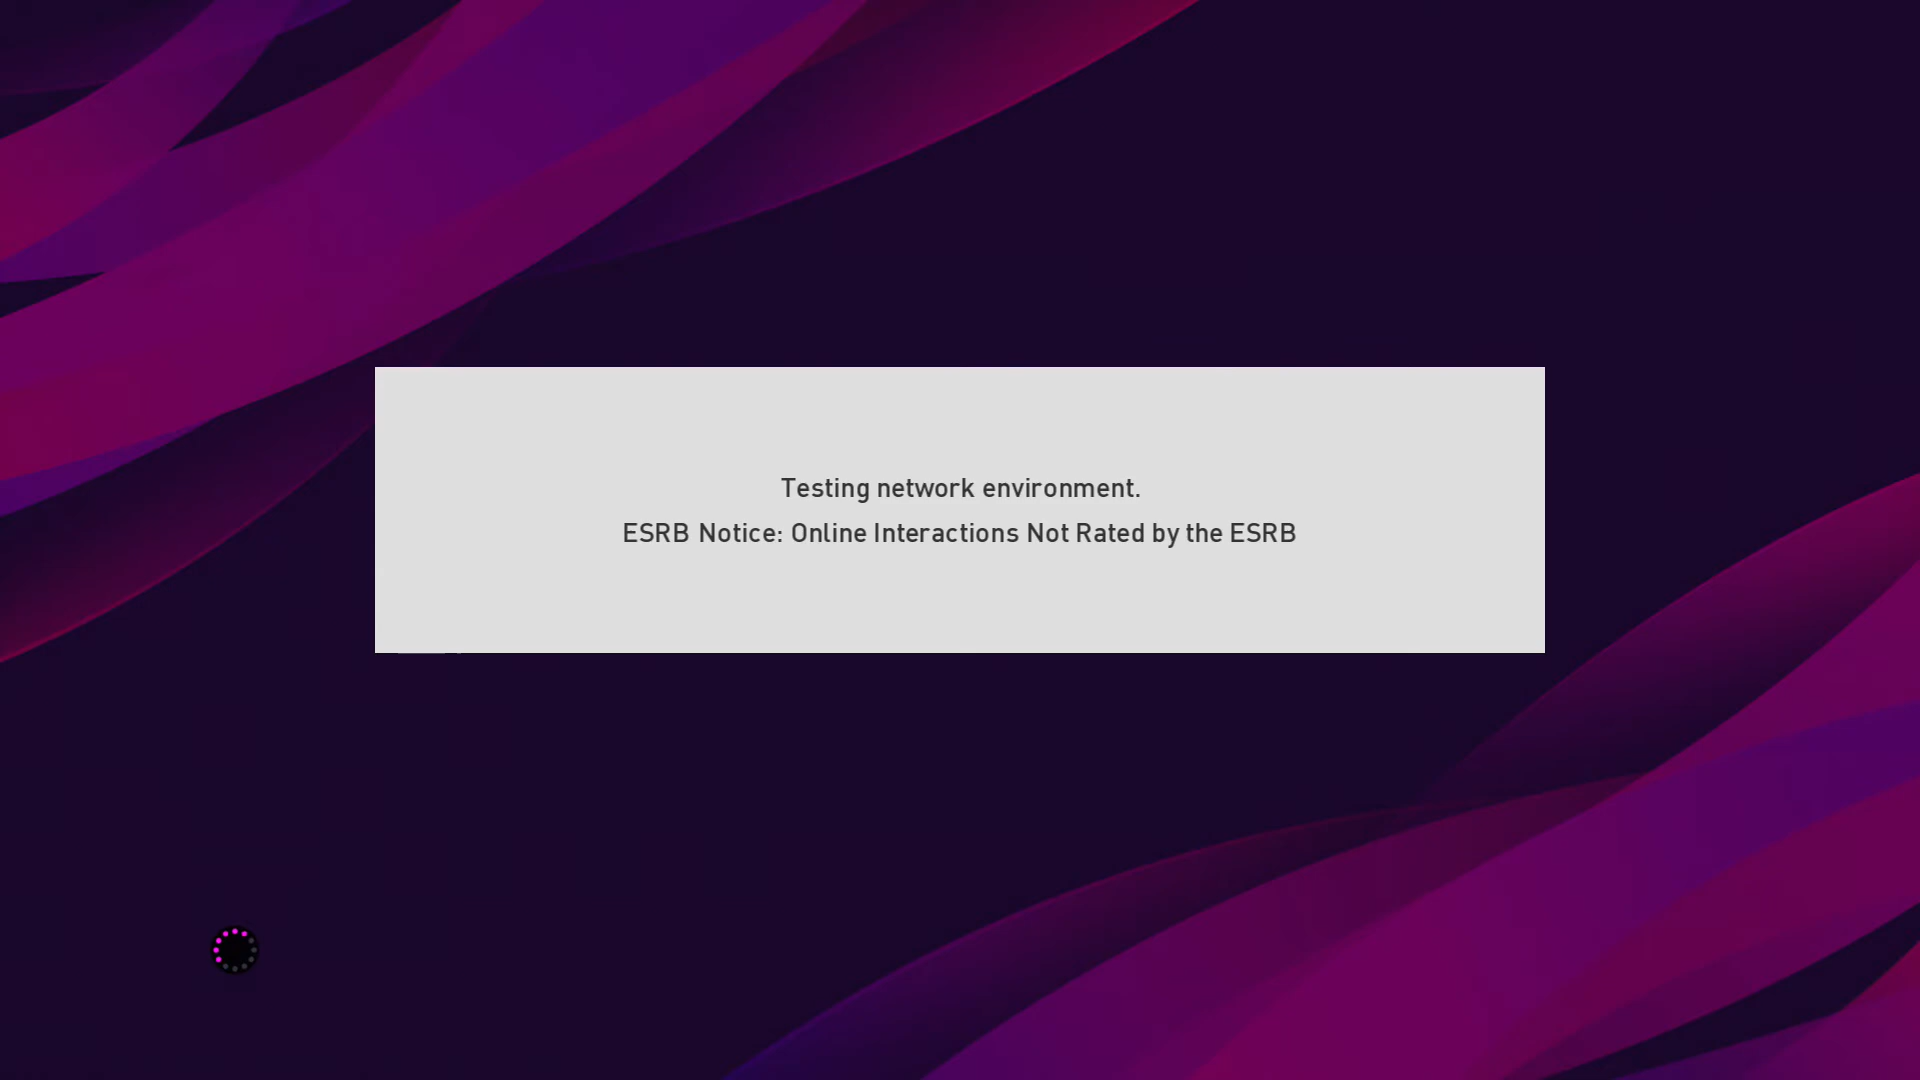 Testing network environment.
ESRB Notice: Online Interactions Not Rated by the ESRB